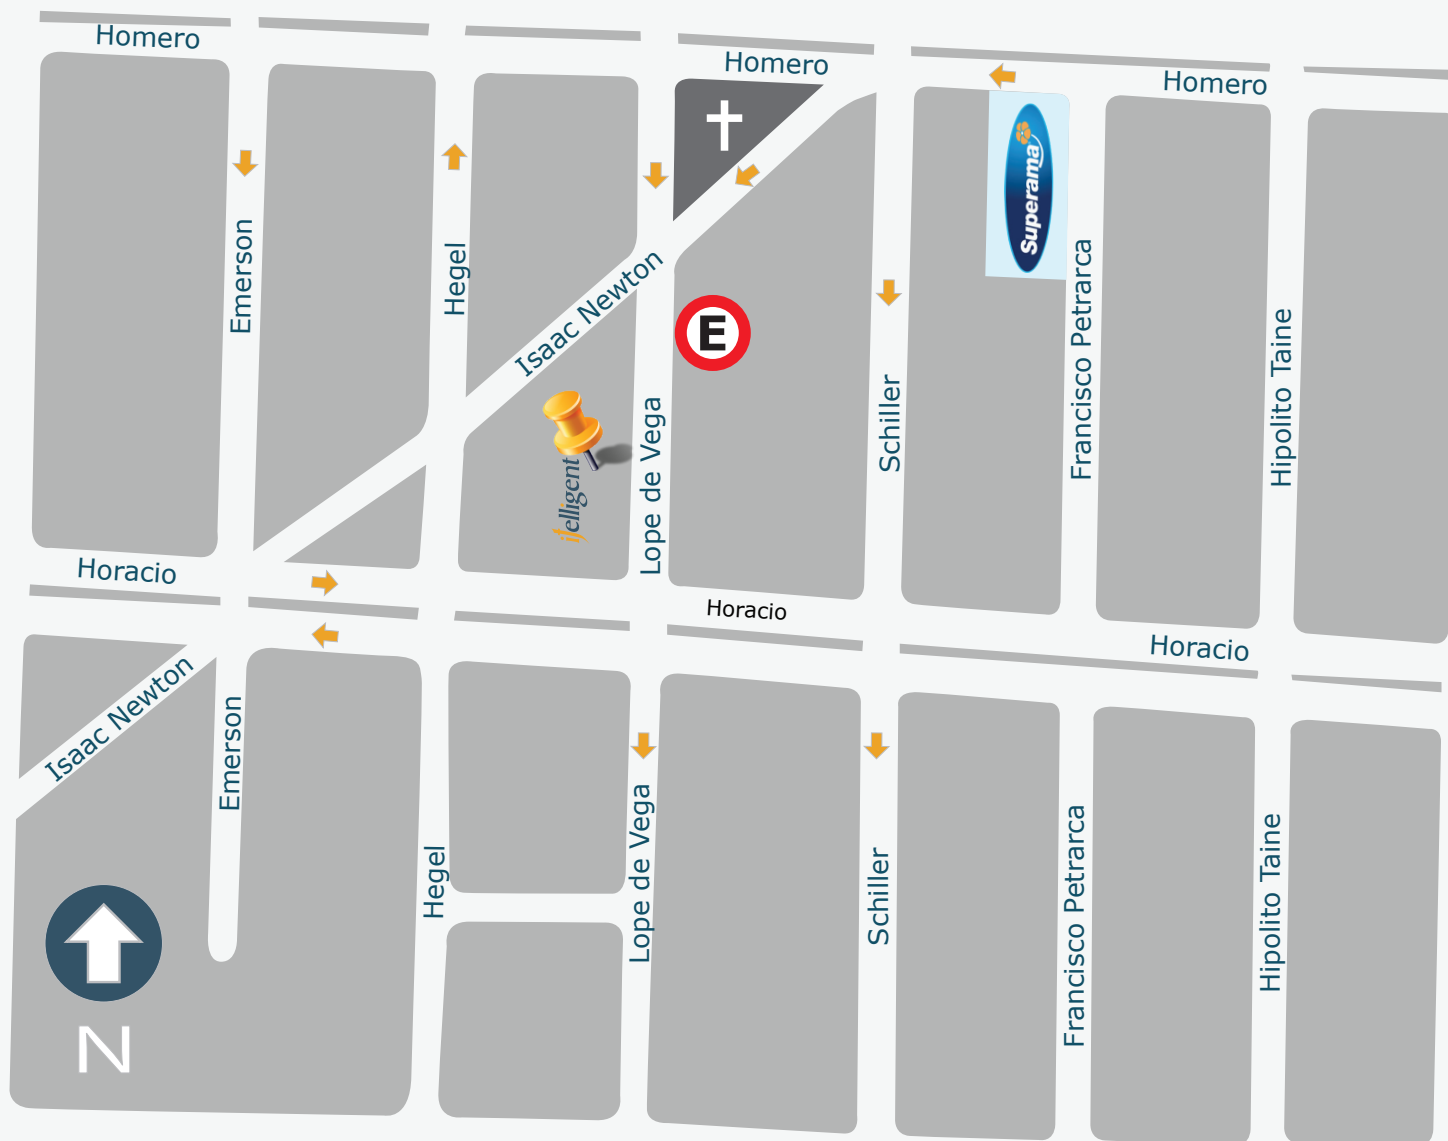 Homero
Homero
Homero
Superama
Emerson
Hegel
Isaac Newton
E
Lope de Vega
Schiller
Francisco Petrarca
Hipolito Taine
Horacio
Horacio
Horacio
Isaac Newton
Emerson
Hegel
Lope de Vega
Schiller
Francisco Petrarca
Hipolito Taine
N